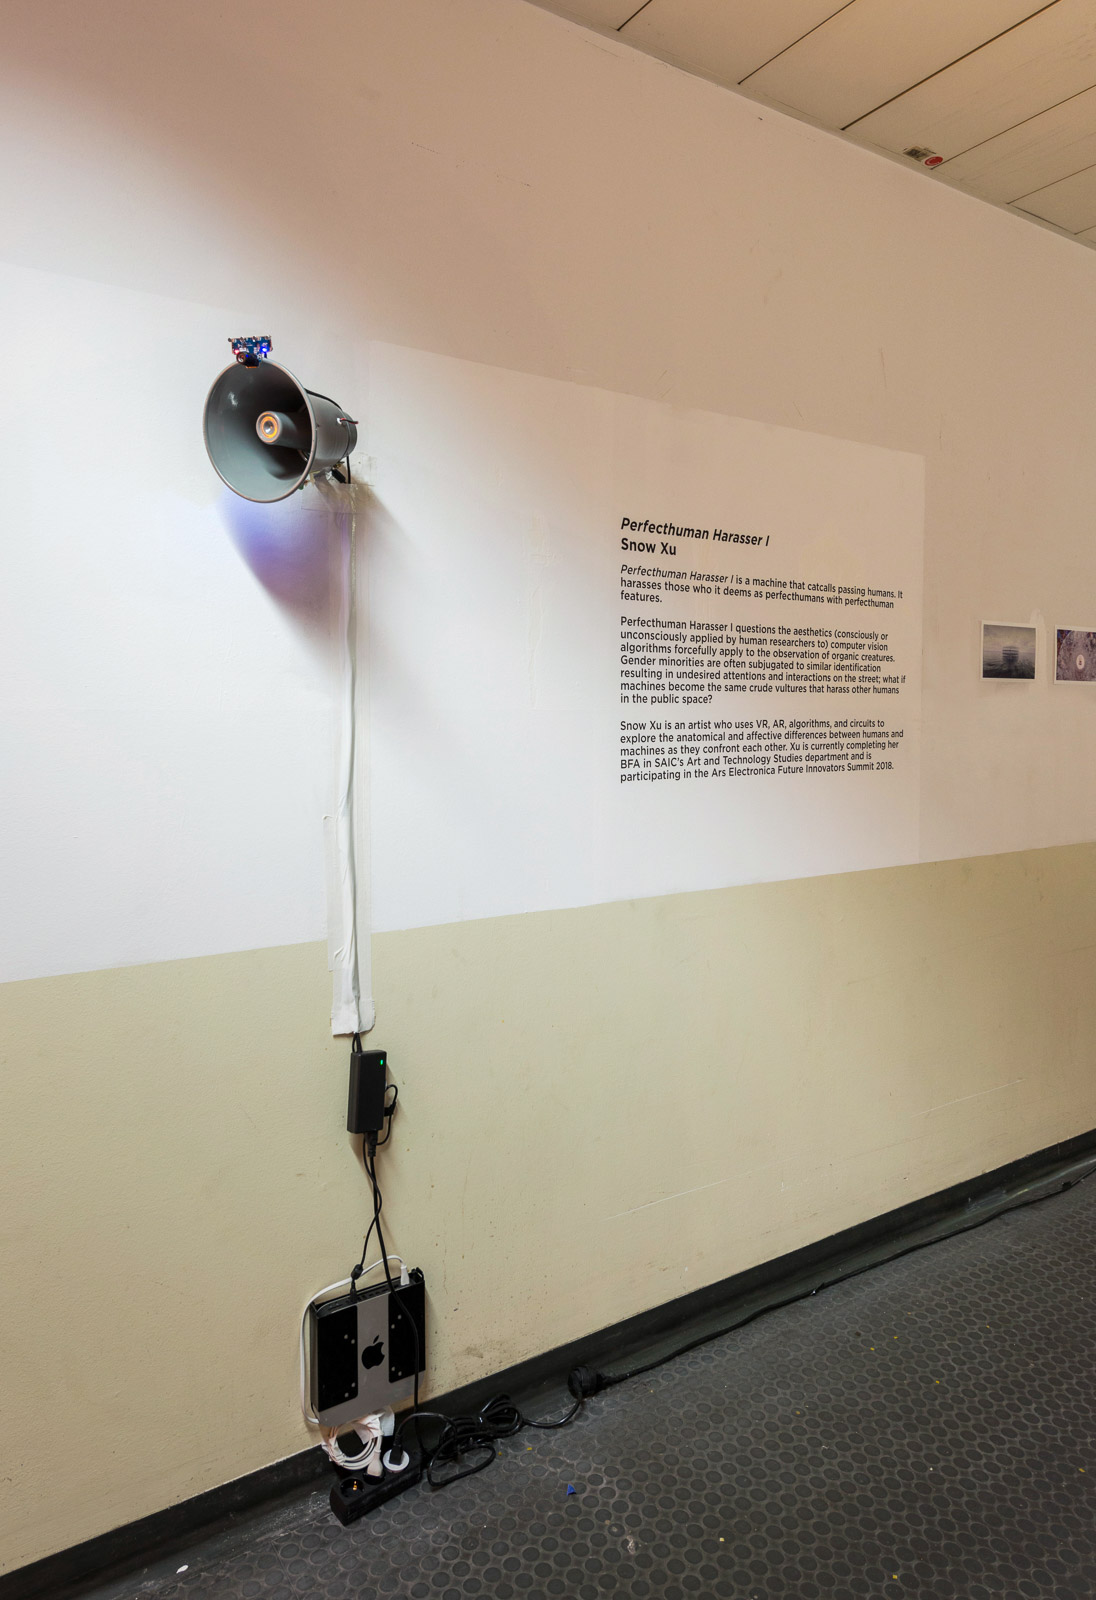 Perfecthuman Harasser I
Snow Xu
Perfecthuman Harasser I is a machine that catcalls passing humans. It
harasses those who it deems as perfecthumans with perfecthuman
features.
Perfecthuman Harasser I questions the aesthetics (consciously or
unconsciously applied by human researchers to) computer vision
algorithms forcefully apply to the observation of organic creatures.
Gender minorities are often subjugated to similar identification
resulting in undesired attentions and interactions on the street; what if
machines become the same crude vultures that harass other humans
in the public space?
Snow Xu is an artist who uses VR, AR, algorithms, and circuits to
explore the anatomical and affective differences between humans and
machines as they confront each other. Xu is currently completing her
BFA in SAIC's Art and Technology Studies department and is
participating in the Ars Electronica Future Innovators Summit 2018.